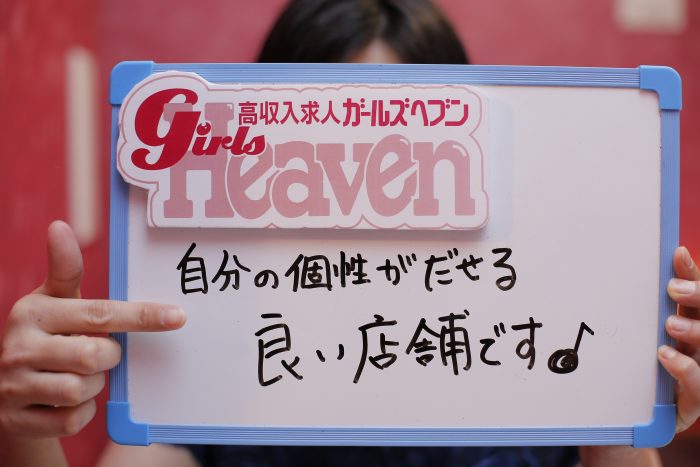 高収入求人ガールズヘブン
Girls
Heaven
自分の個性がだせる
良い店舗です♪